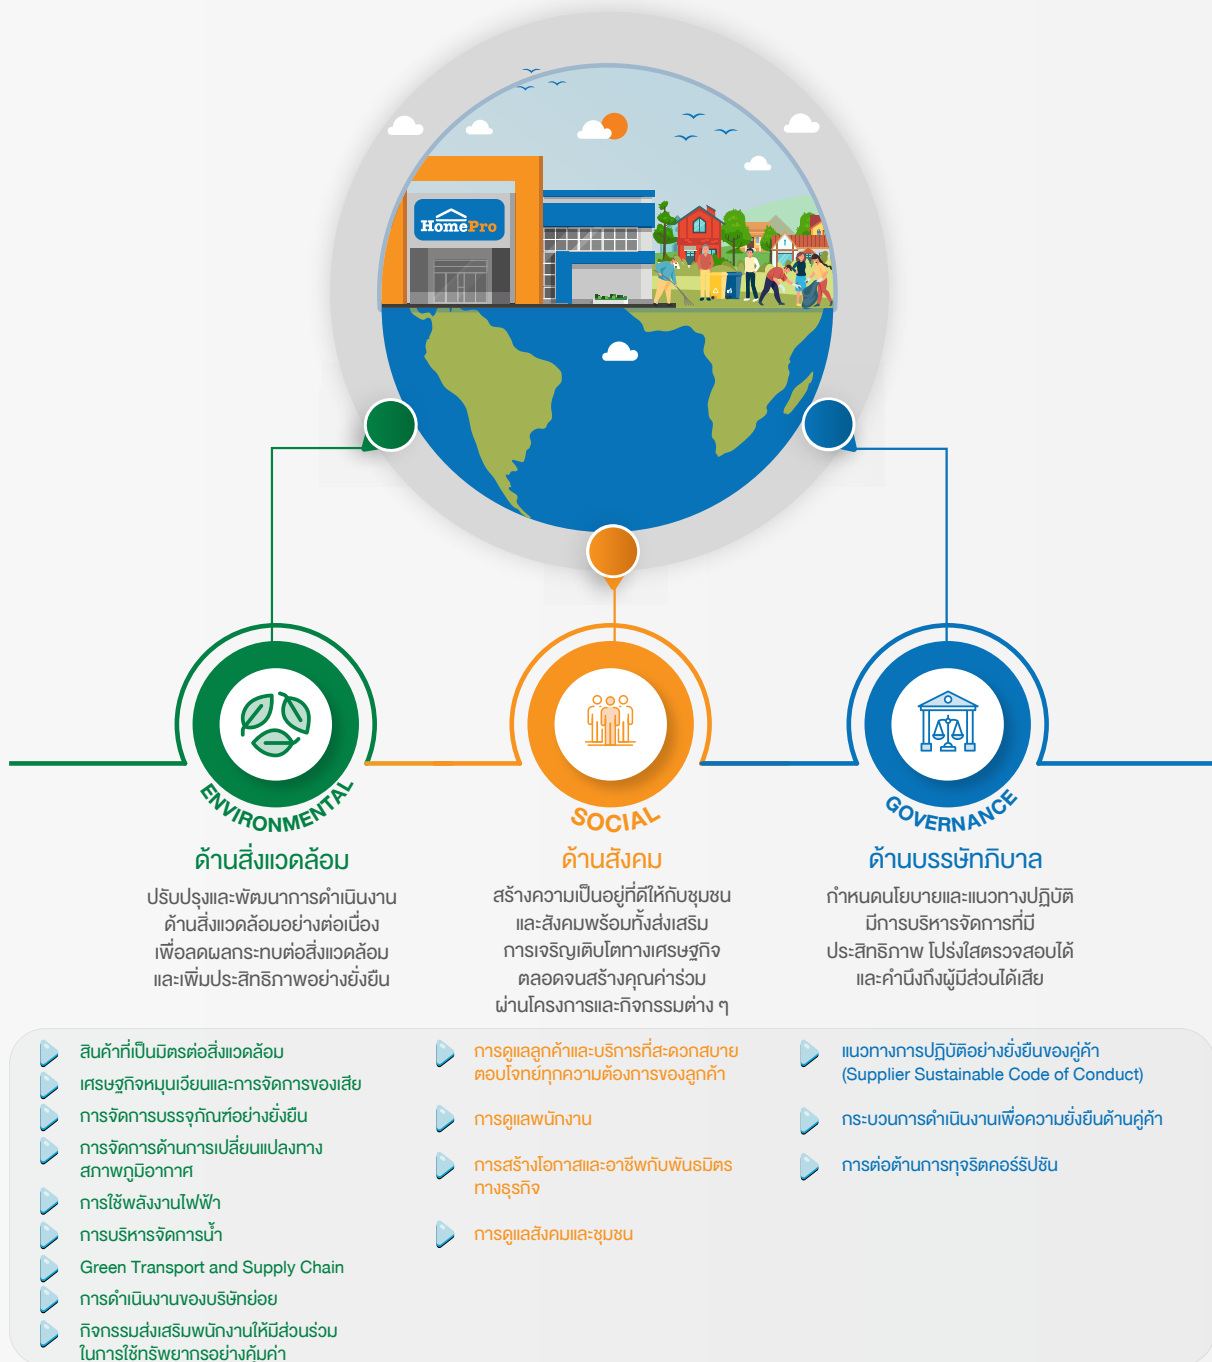 HomePro
ENVIRONMENTAL
ด้านสิ่งแวดล้อม
ปรับปรุงและพัฒนาการดำเนินงาน
ด้านสิ่งแวดล้อมอย่างต่อเนื่อง
เพื่อลดผลกระทบต่อสิ่งแวดล้อม
และเพิ่มประสิทธิภาพอย่างยั่งยืน
SOCIAL
ด้านสังคม
สร้างความเป็นอยู่ที่ดีให้กับชุมชน
และสังคมพร้อมทั้งส่งเสริม
การเจริญเติบโตทางเศรษฐกิจ
ตลอดจนสร้างคุณค่าร่วม
ผ่านโครงการและกิจกรรมต่าง ๆ
GOVERNANCE
ด้านบรรษัทภิบาล
กำหนดนโยบายและแนวทางปฏิบัติ
มีการบริหารจัดการที่มี
ประสิทธิภาพ โปร่งใสตรวจสอบได้
และคำนึงถึงผู้มีส่วนได้เสีย
สินค้าที่เป็นมิตรต่อสิ่งแวดล้อม
เศรษฐกิจหมุนเวียนและการจัดการของเสีย
การจัดการบรรจุภัณฑ์อย่างยั่งยืน
การจัดการด้านการเปลี่ยนแปลงทาง
สภาพภูมิอากาศ
การใช้พลังงานไฟฟ้า
การบริหารจัดการน้ำ
Green Transport and Supply Chain
การดำเนินงานของบริษัทย่อย
กิจกรรมส่งเสริมพนักงานให้มีส่วนร่วม
ในการใช้ทรัพยากรอย่างคุ้มค่า
การดูแลลูกค้าและบริการที่สะดวกสบาย
ตอบโจทย์ทุกความต้องการของลูกค้า
การดูแลพนักงาน
การสร้างโอกาสและอาชีพกับพันธมิตร
ทางธุรกิจ
การดูแลสังคมและชุมชน
แนวทางการปฏิบัติอย่างยั่งยืนของคู่ค้า
(Supplier Sustainable Code of Conduct)
กระบวนการดำเนินงานเพื่อความยั่งยืนด้านคู่ค้า
การต่อต้านการทุจริตคอร์รัปชัน